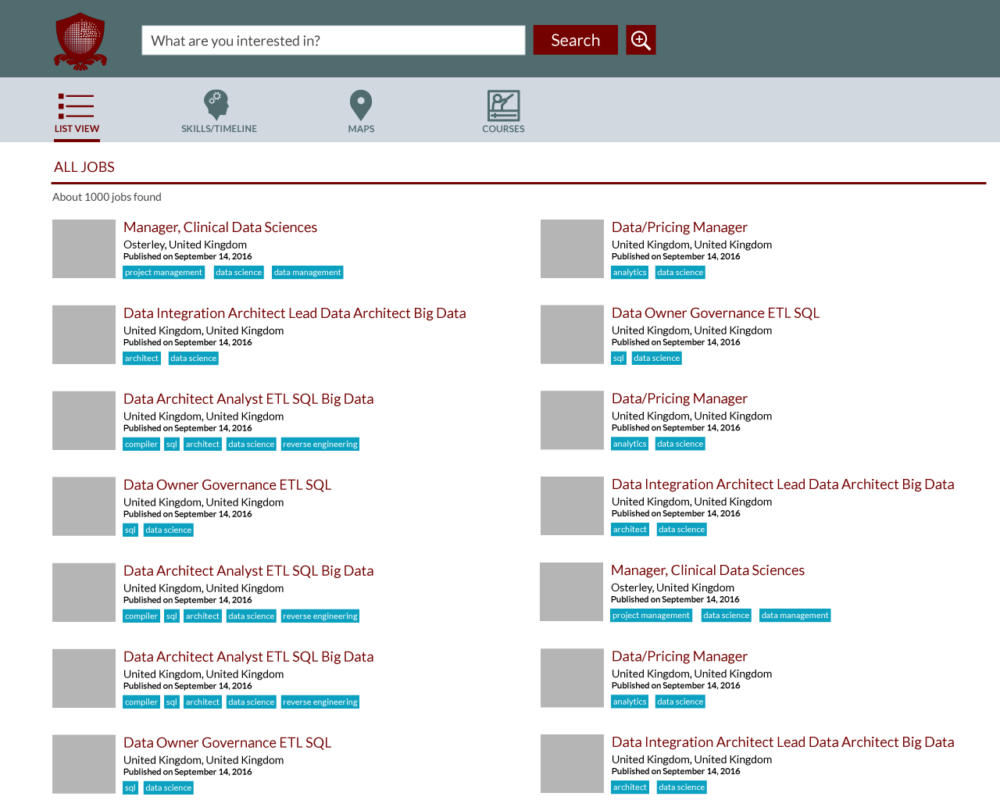 What are you interested in?
Search
LIST VIEW
SKILLS/TIMELINE
MAPS
COURSES
ALL JOBS
About 1000 jobs found
Manager, Clinical Data Sciences
Osterley, United Kingdom
Published on September 14, 2016
project management data science data management
Data Integration Architect Lead Data Architect Big Data
United Kingdom, United Kingdom
Published on September 14, 2016
architect data science
Data Architect Analyst ETL SQL Big Data
United Kingdom, United Kingdom
Published on September 14, 2016
compiler sql architect data science reverse engineering
Data Owner Governance ETL SQL
United Kingdom, United Kingdom
Published on September 14, 2016
sql data science
Data Architect Analyst ETL SQL Big Data
United Kingdom, United Kingdom
Published on September 14, 2016
compiler sql architect data science reverse engineering
Data Architect Analyst ETL SQL Big Data
United Kingdom, United Kingdom
Published on September 14, 2016
compiler sql architect data science reverse engineering
Data Owner Governance ETL SQL
United Kingdom, United Kingdom
Published on September 14, 2016
sql data science
Data/Pricing Manager
United Kingdom, United Kingdom
Published on September 14, 2016
analytics data science
Data Owner Governance ETL SQL
United Kingdom, United Kingdom
Published on September 14, 2016
sql data science
Data/Pricing Manager
United Kingdom, United Kingdom
Published on September 14, 2016
analytics data science
Data Integration Architect Lead Data Architect Big Data
United Kingdom, United Kingdom
Published on September 14, 2016
architect data science
Manager, Clinical Data Sciences
Osterley, United Kingdom
Published on September 14, 2016
project management data science data management
Data/Pricing Manager
United Kingdom, United Kingdom
Published on September 14, 2016
analytics data science
Data Integration Architect Lead Data Architect Big Data
United Kingdom, United Kingdom
Published on September 14, 2016
architect data science